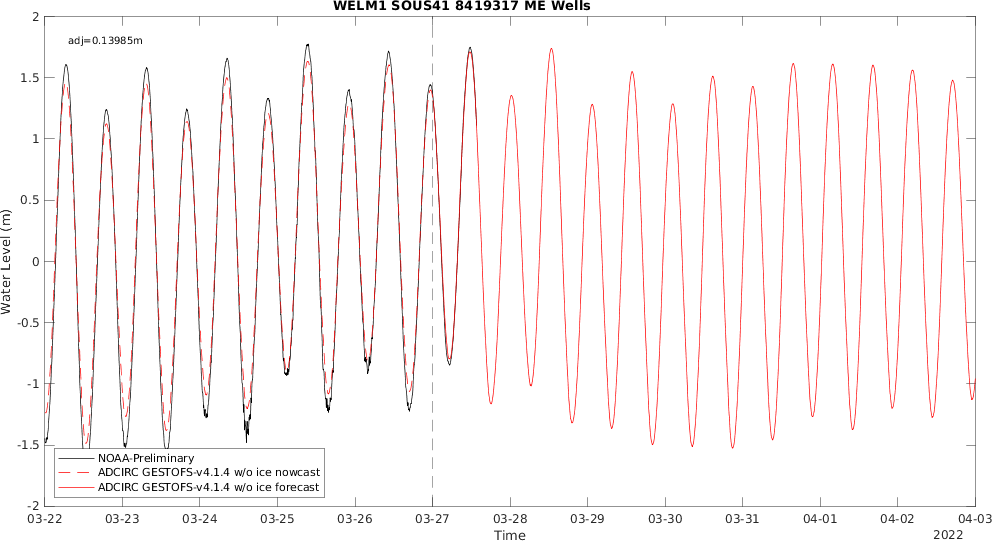 WELM1 SOUS41 8419317 ME Wells
adj=0.13985m
2
1.5
1
0.5
0
-0.5
-1
-1.5
-2
Water Level (m)
NOAA-Preliminary
ADCIRC GESTOFS-v4.1.4 w/o ice nowcast
ADCIRC GESTOFS-v4.1.4 w/o ice forecast
03-22 03-23 03-24 03-25 03-26 03-27 03-28 03-29 03-30 03-31 04-01 04-02 04-03
Time
2022